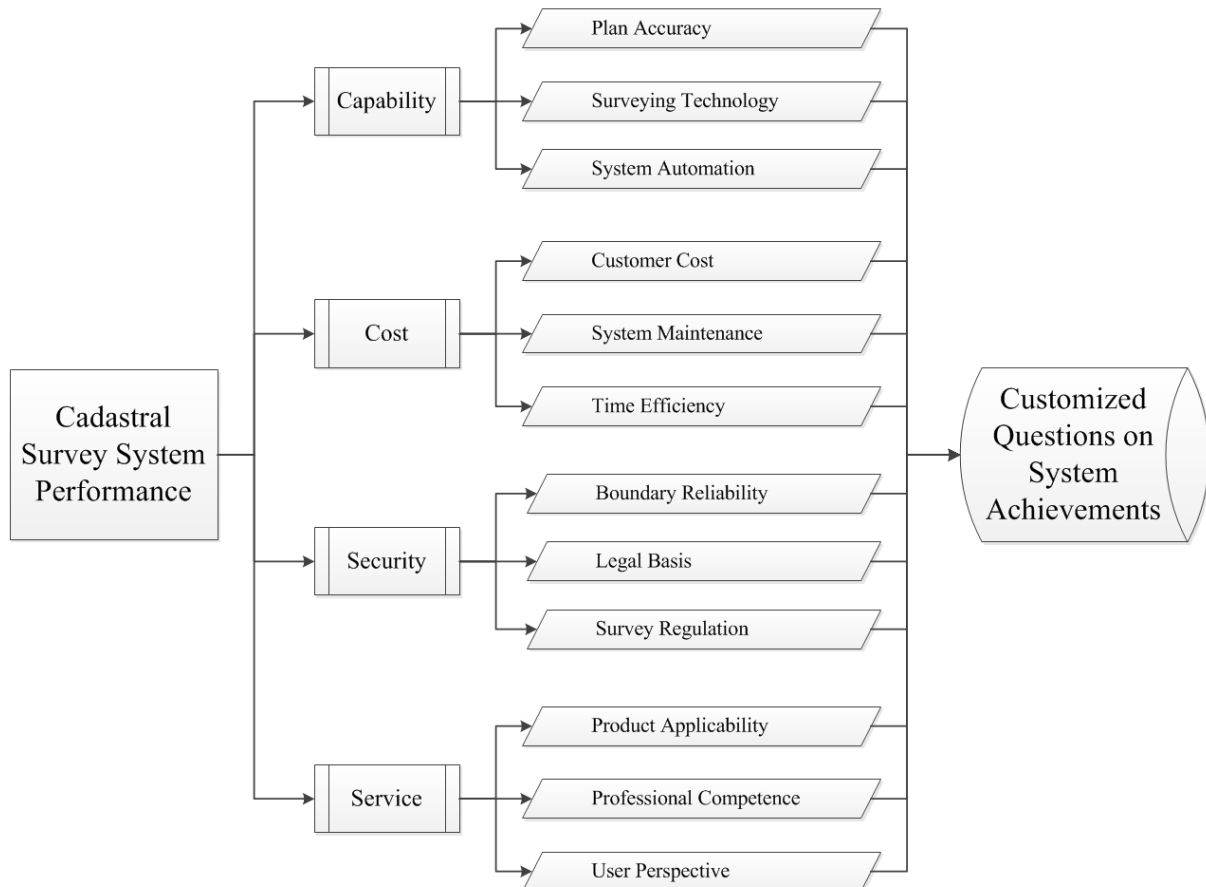 Cadastral
Survey System
Performance
Capability
Plan Accuracy
Surveying Technology
System Automation
Cost
Customer Cost
System Maintenance
Time Efficiency
Security
Boundary Reliability
Legal Basis
Survey Regulation
Service
Product Applicability
Professional Competence
User Perspective
Customized
Questions on
System
Achievements